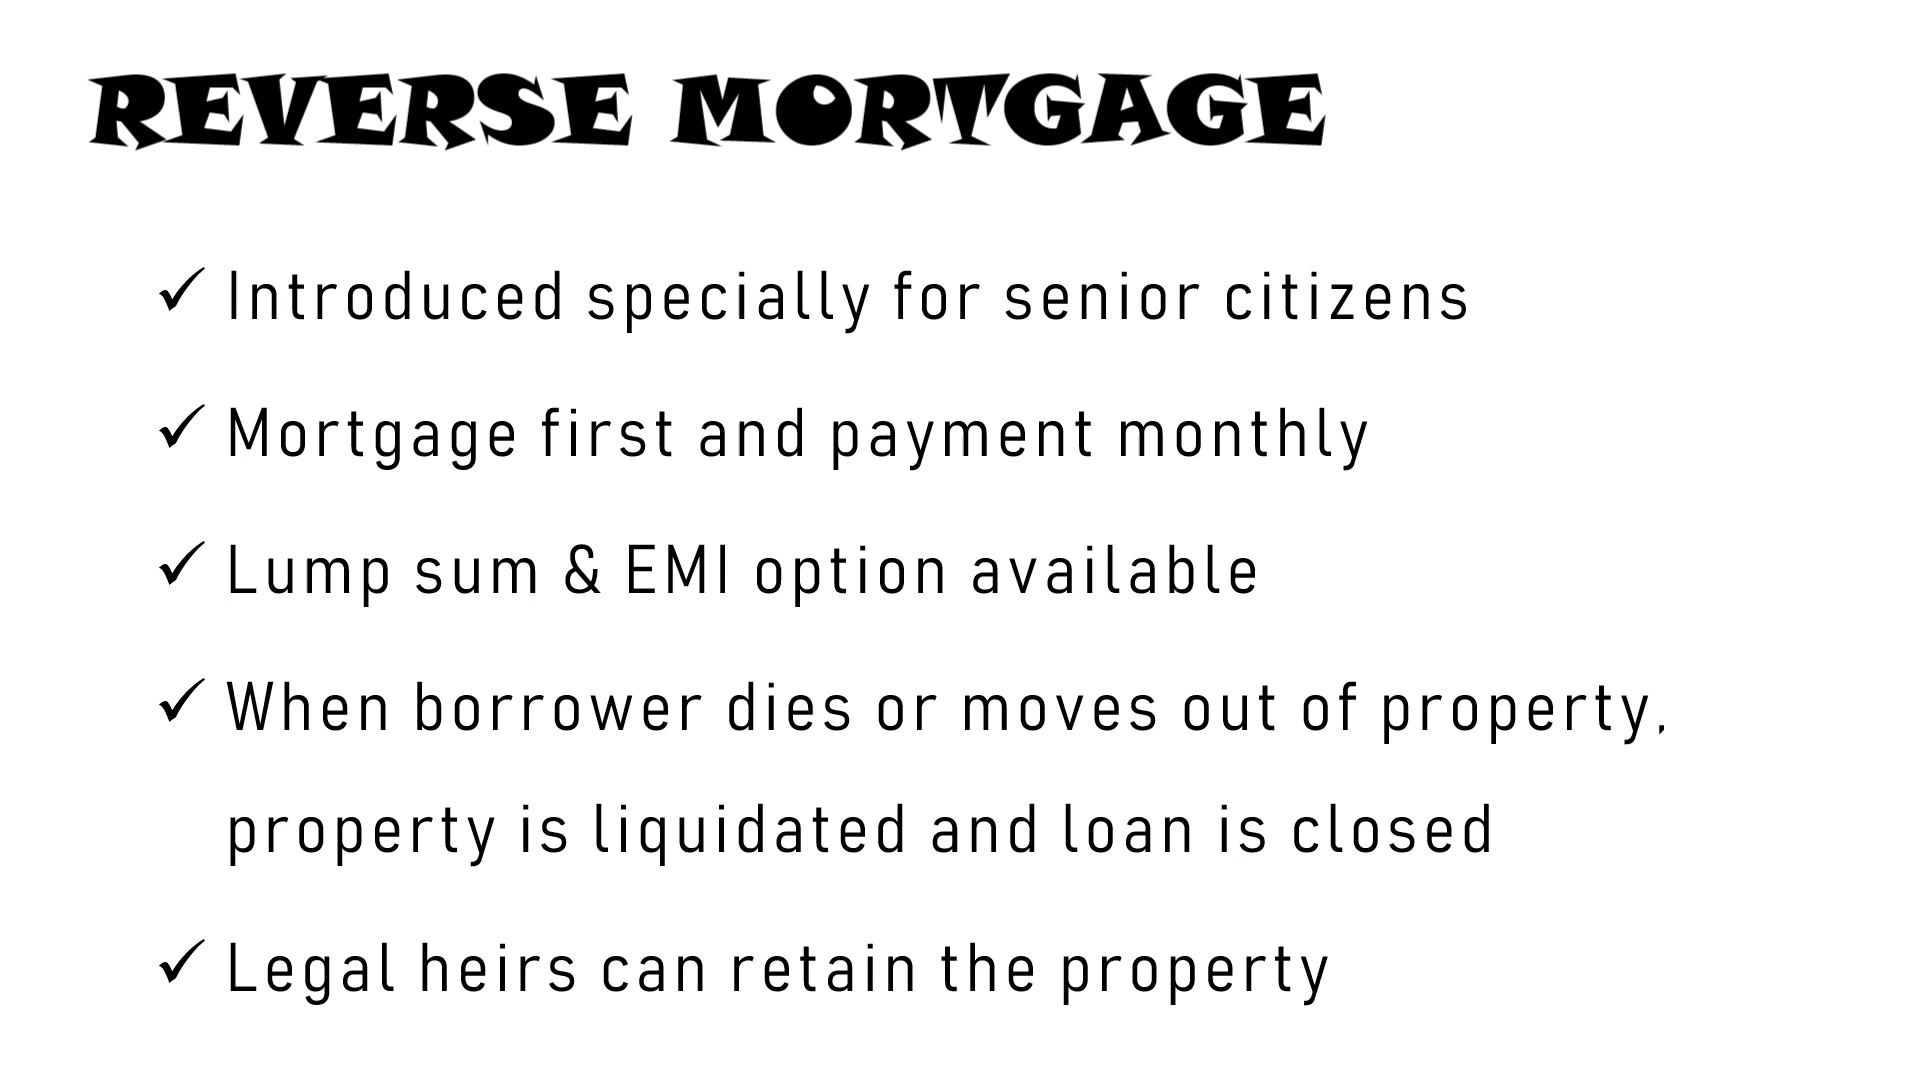 REVERSE MORTGAGE
✓ Introduced specially for senior citizens
✓ Mortgage first and payment monthly
✓ Lump sum & EMI option available
✓ When borrower dies or moves out of property,
property is liquidated and loan is closed
✓ Legal heirs can retain the property